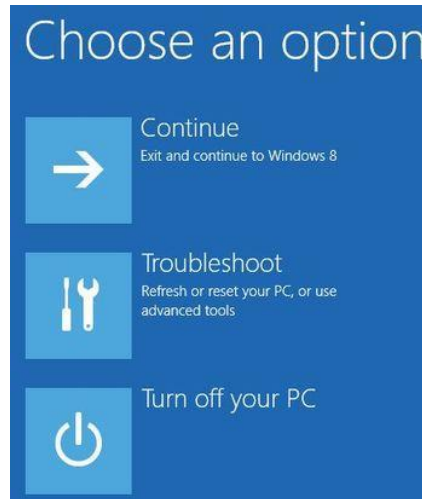 Choose an option
Continue
Exit and continue to Windows 8
Troubleshoot
Refresh or reset your PC, or use
advanced tools
Turn off your PC